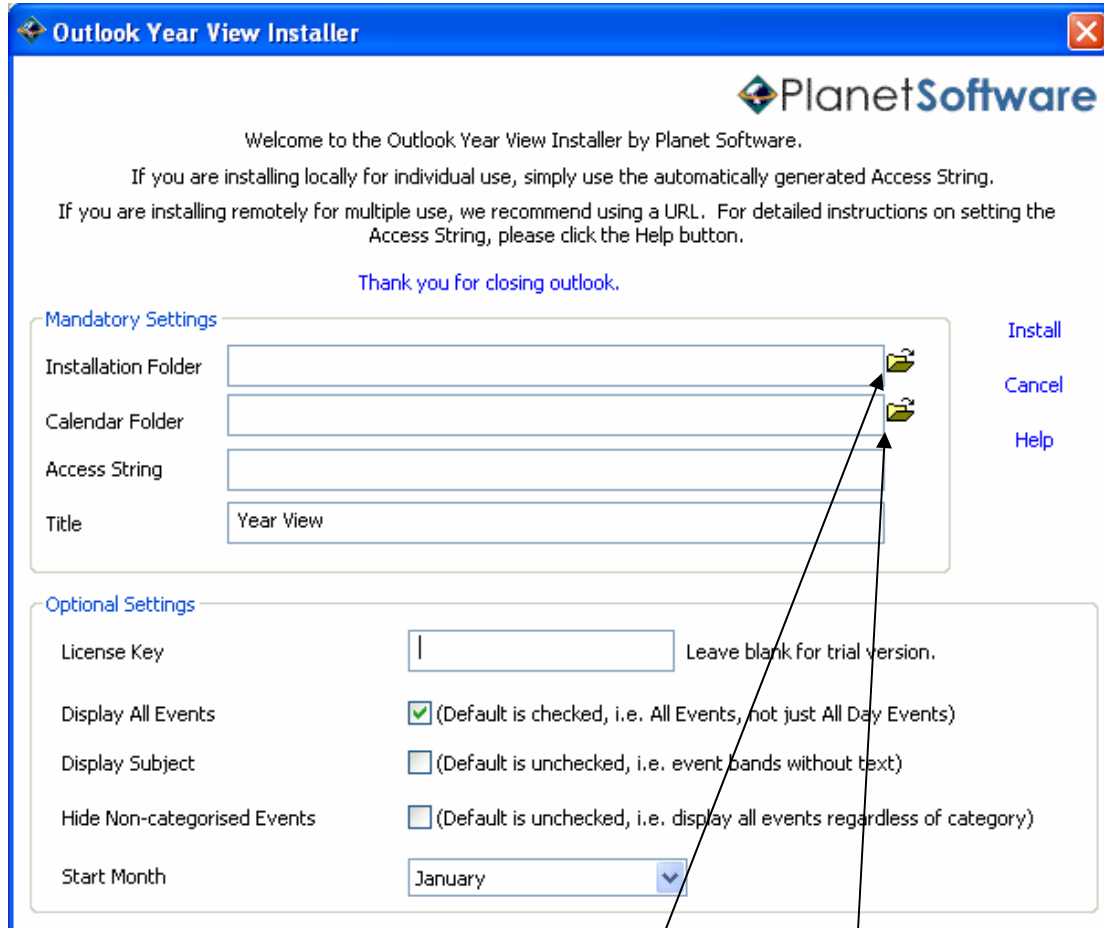 Outlook Year View Installer
PlanetSoftware
Welcome to the Outlook Year View Installer by Planet Software.
If you are installing locally for individual use, simply use the automatically generated Access String.
If you are installing remotely for multiple use, we recommend using a URL. For detailed instructions on setting the
Access String, please click the Help button.
Thank you for closing outlook.
Mandatory Settings
Install
Installation Folder
Cancel
Calendar Folder
Help
Access String
Title
Year View
Optional Settings
License Key
Leave blank for trial version.
Display All Events
(Default is checked, i.e. All Events, not just All Day Events)
Display Subject
(Default is unchecked, i.e. event bands without text)
Hide Non-categorised Events
(Default is unchecked, i.e. display all events regardless of category)
Start Month
January